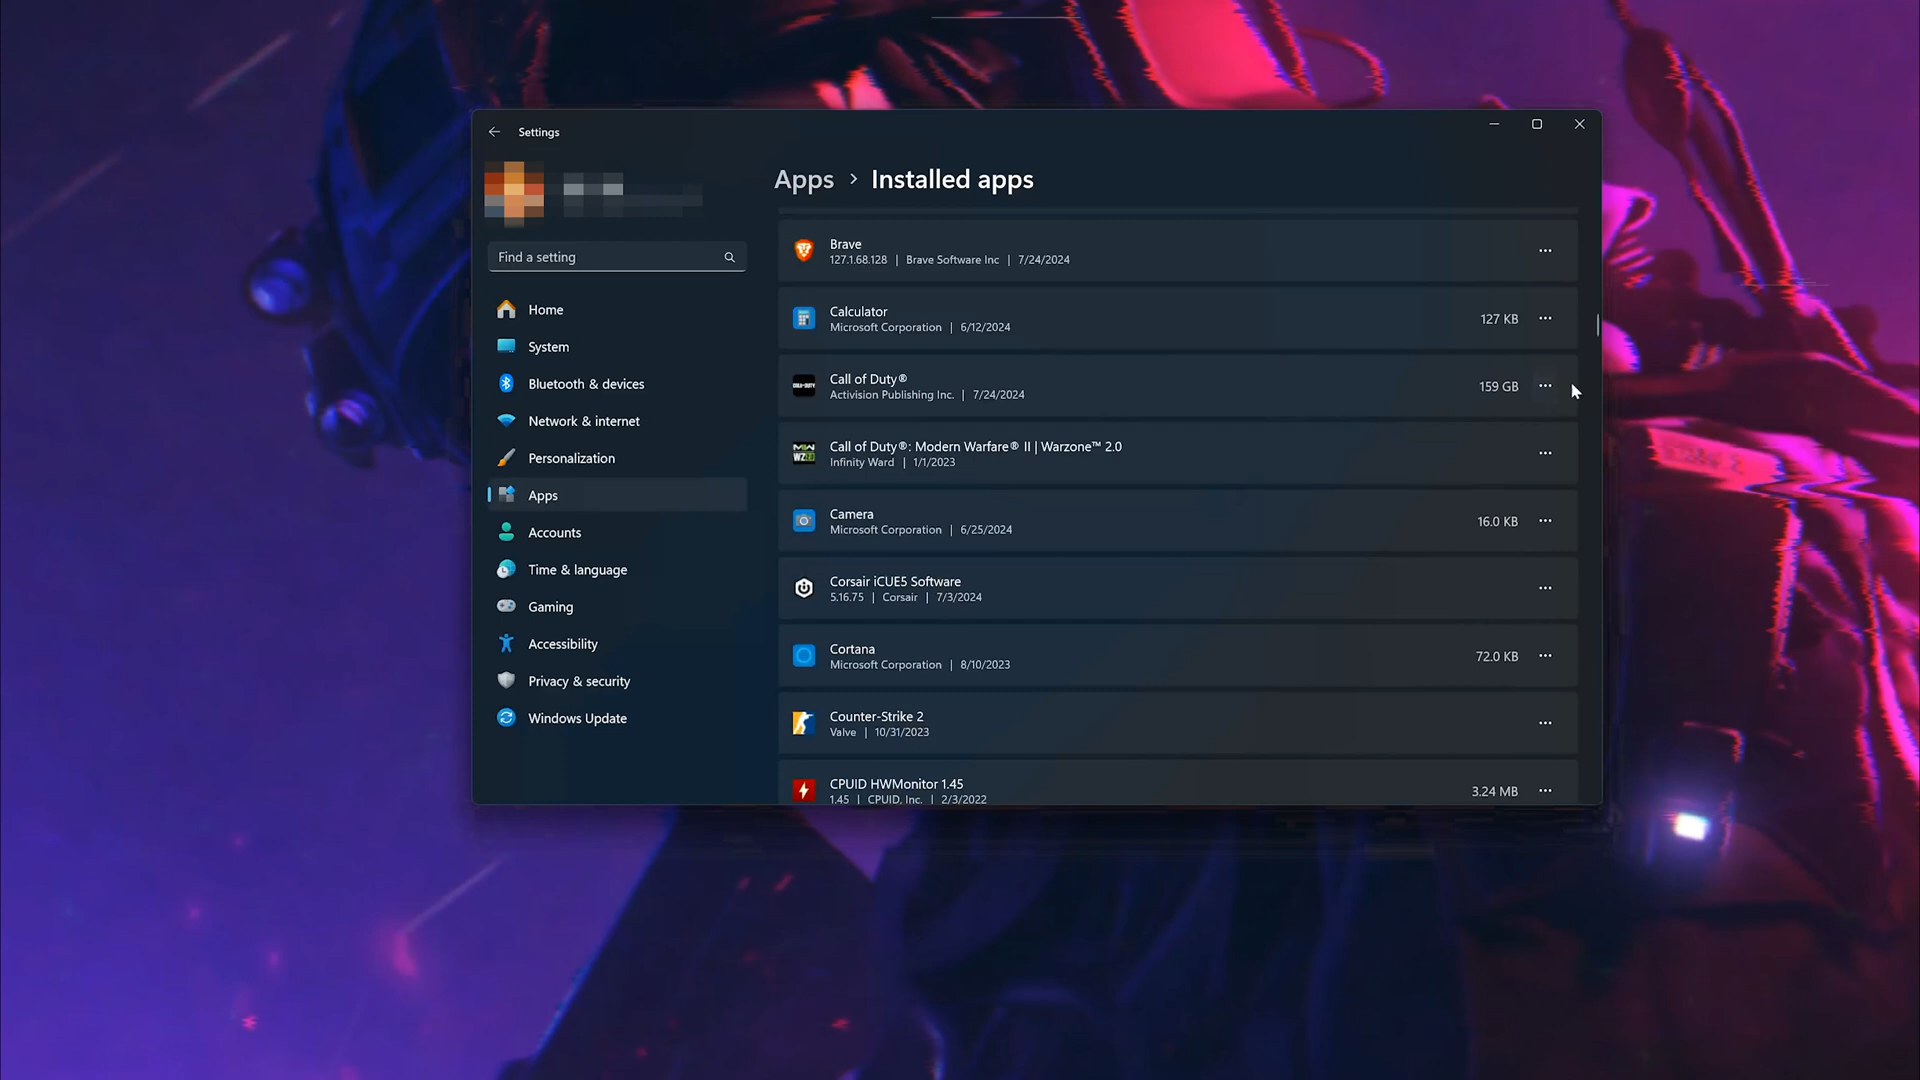 Settings
Find a setting
Home
System
Bluetooth & devices
Network & internet
Personalization
Apps
Accounts
Time & language
Gaming
Accessibility
Privacy & security
Windows Update
Apps > Installed apps
Brave
127.1.68.128 | Brave Software Inc | 7/24/2024
Calculator
Microsoft Corporation | 6/12/2024
127 KB
Call of Duty®
Activision Publishing Inc. | 7/24/2024
159 GB
Call of Duty®: Modern Warfare® II | Warzone™ 2.0
Infinity Ward | 1/1/2023
Camera
Microsoft Corporation | 6/25/2024
16.0 KB
Corsair iCUE5 Software
5.16.75 | Corsair | 7/3/2024
Cortana
Microsoft Corporation | 8/10/2023
72.0 KB
Counter-Strike 2
Valve | 10/31/2023
CPUID HWMonitor 1.45
1.45 | CPUID, Inc. | 2/3/2022
3.24 MB